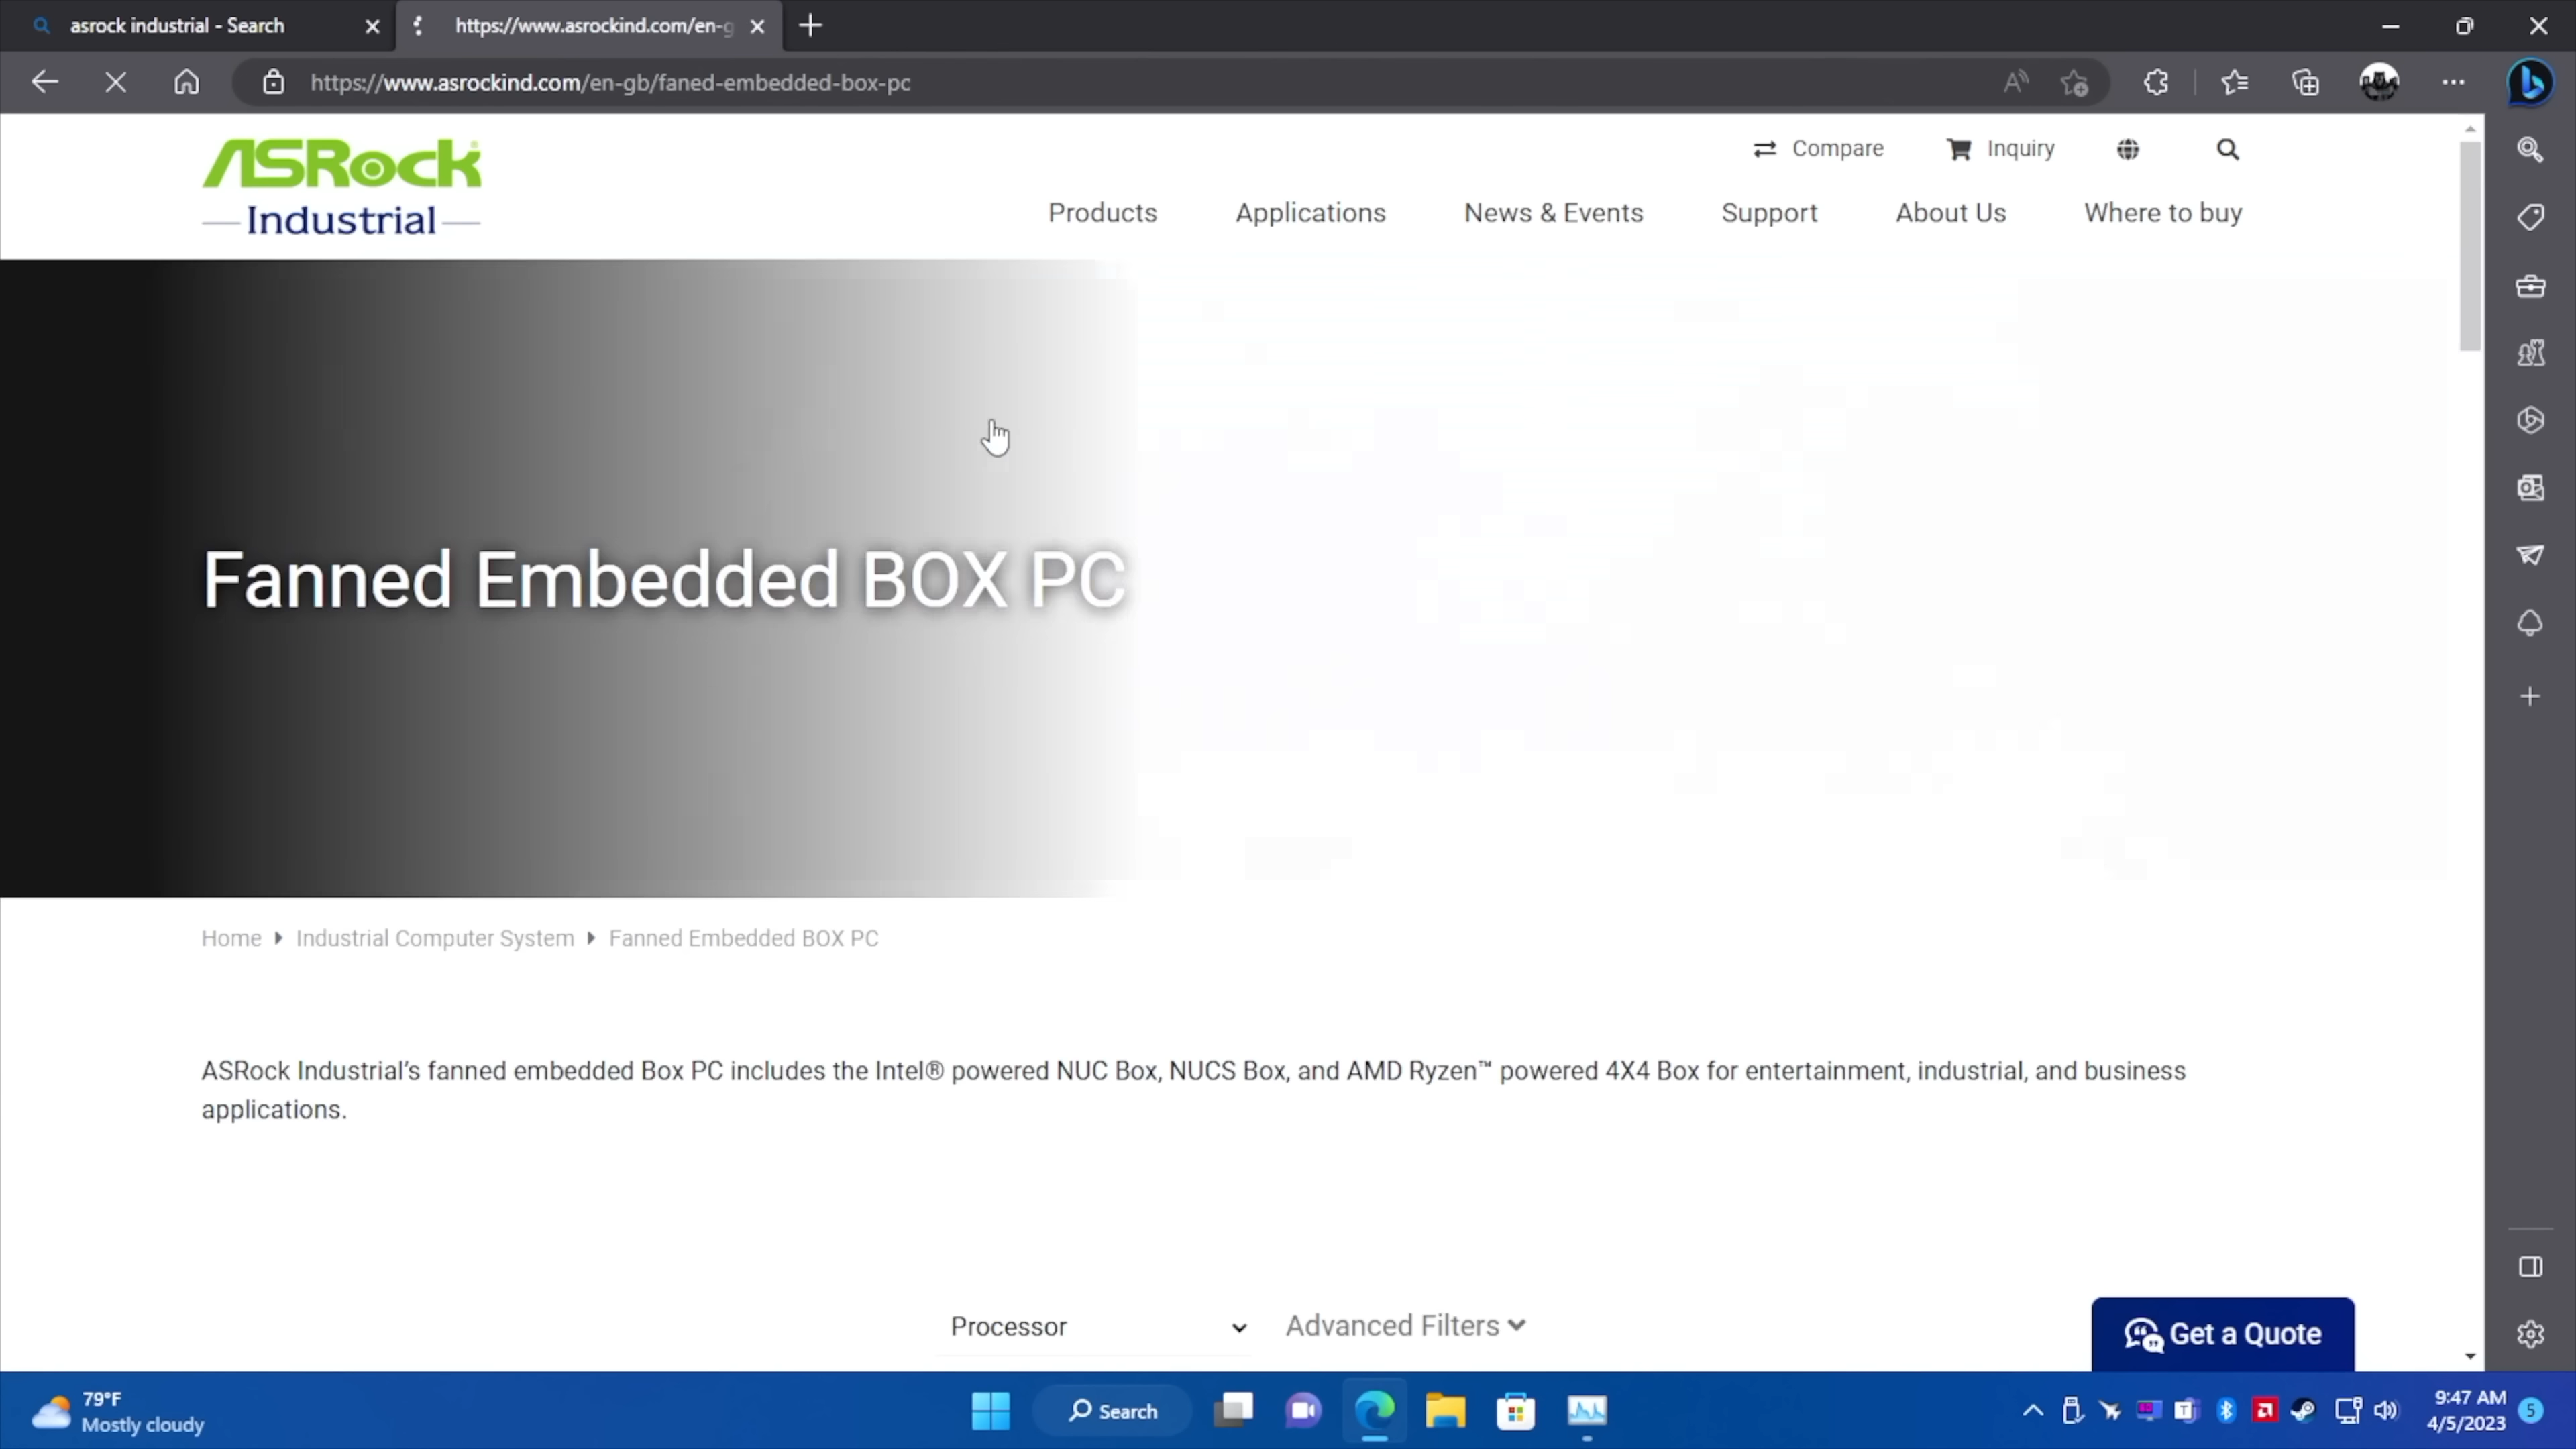 asrock industrial - Search
https://www.asrockind.com/en-g
https://www.asrockind.com/en-gb/faned-embedded-box-pc
ASRock
Industrial
Compare
Inquiry
Products
Applications
News & Events
Support
About Us
Where to buy
Fanned Embedded BOX PC
Home
Industrial Computer System
Fanned Embedded BOX PC
ASRock Industrial’s fanned embedded Box PC includes the Intel® powered NUC Box, NUCS Box, and AMD Ryzen™ powered 4X4 Box for entertainment, industrial, and business
applications.
Processor
Advanced Filters
Get a Quote
79°F
Mostly cloudy
Search
9:47 AM
4/5/2023
5